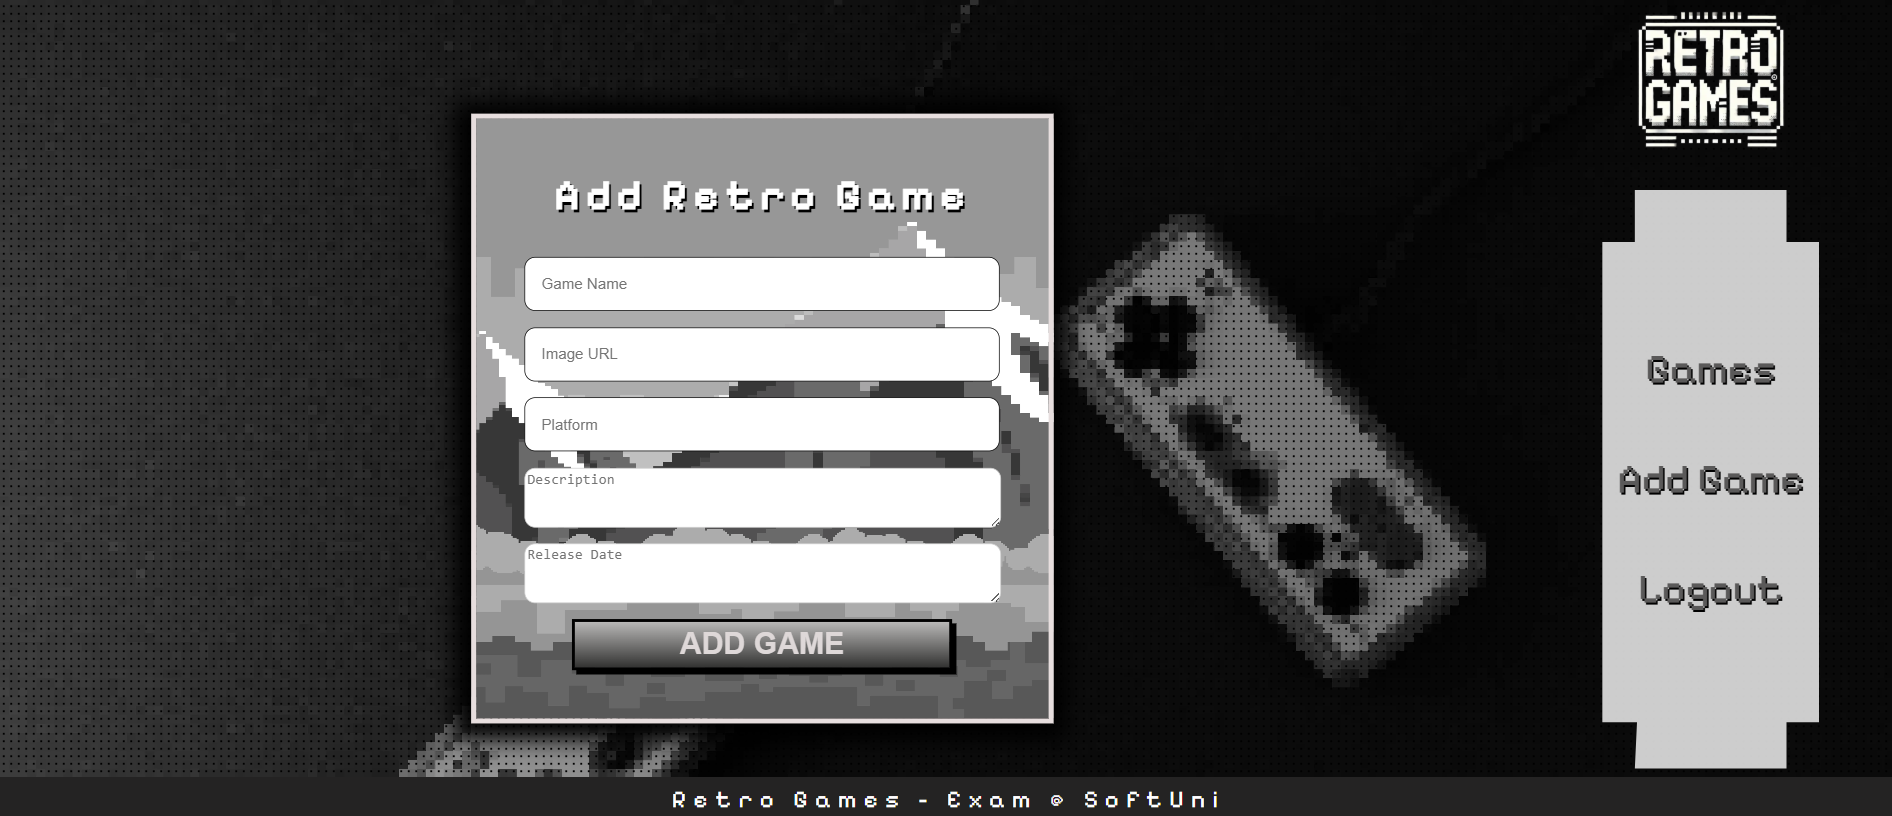 RETRO
GAMES
Add Retro Game
Game Name
Image URL
Platform
Description
Release Date
ADD GAME
Games
Add Game
Logout
Retro Games - Exam @ SoftUni